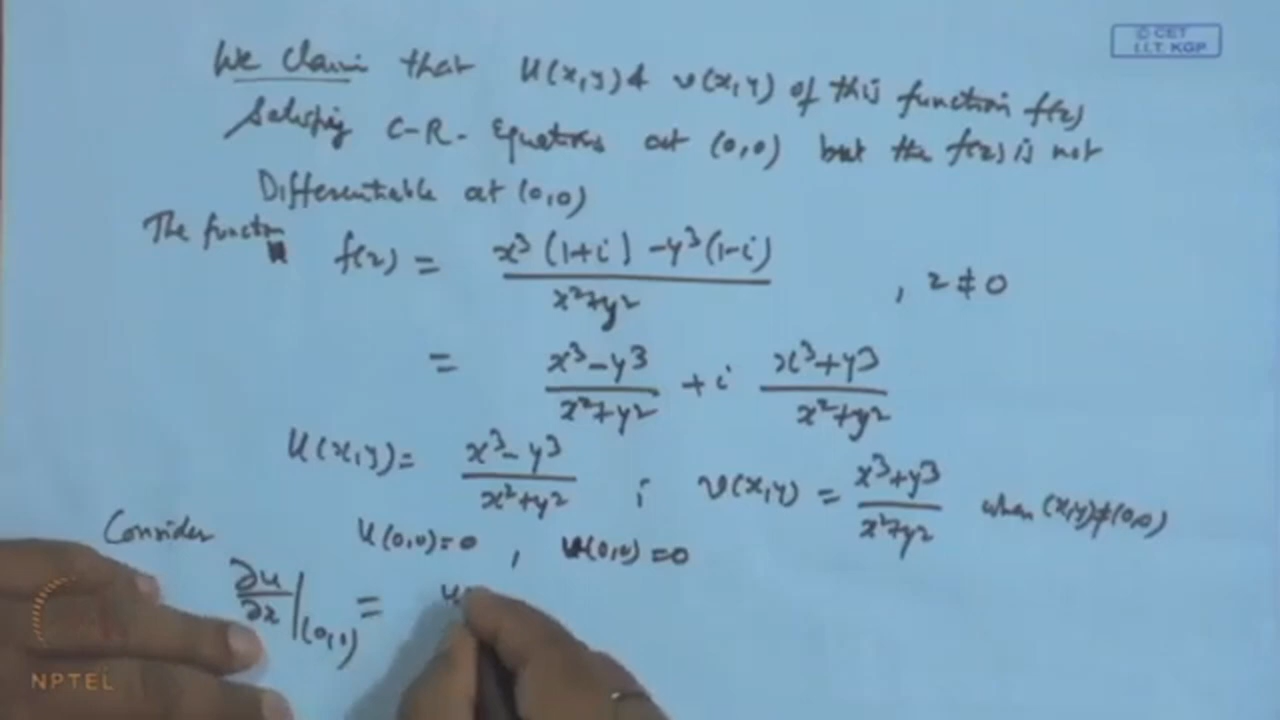 © CET
I.I.T. KGP
We Claim that u(x,y) & v(x,y) of this function f(z)
Satisfy C-R- Equations at (0,0) but the f(z) is not
Differentiable at (0,0)
The function f(z) = x³(1+i) - y³(1-i) / x²+y² , z ≠ 0
= x³-y³ / x²+y² + i x³+y³ / x²+y²
u(x,y) = x³-y³ / x²+y² ; v(x,y) = x³+y³ / x²+y² when (x,y)≠(0,0)
Consider u(0,0)=0 , v(0,0)=0
∂u/∂x|(0,0) = u
NPTEL